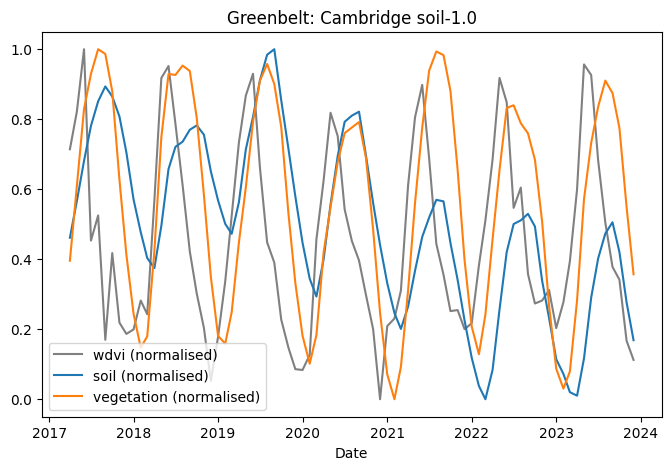 Greenbelt: Cambridge soil-1.0
1.0
0.8
0.6
0.4
0.2
0.0
wdvi (normalised)
soil (normalised)
vegetation (normalised)
2017 2018 2019 2020 2021 2022 2023 2024
Date